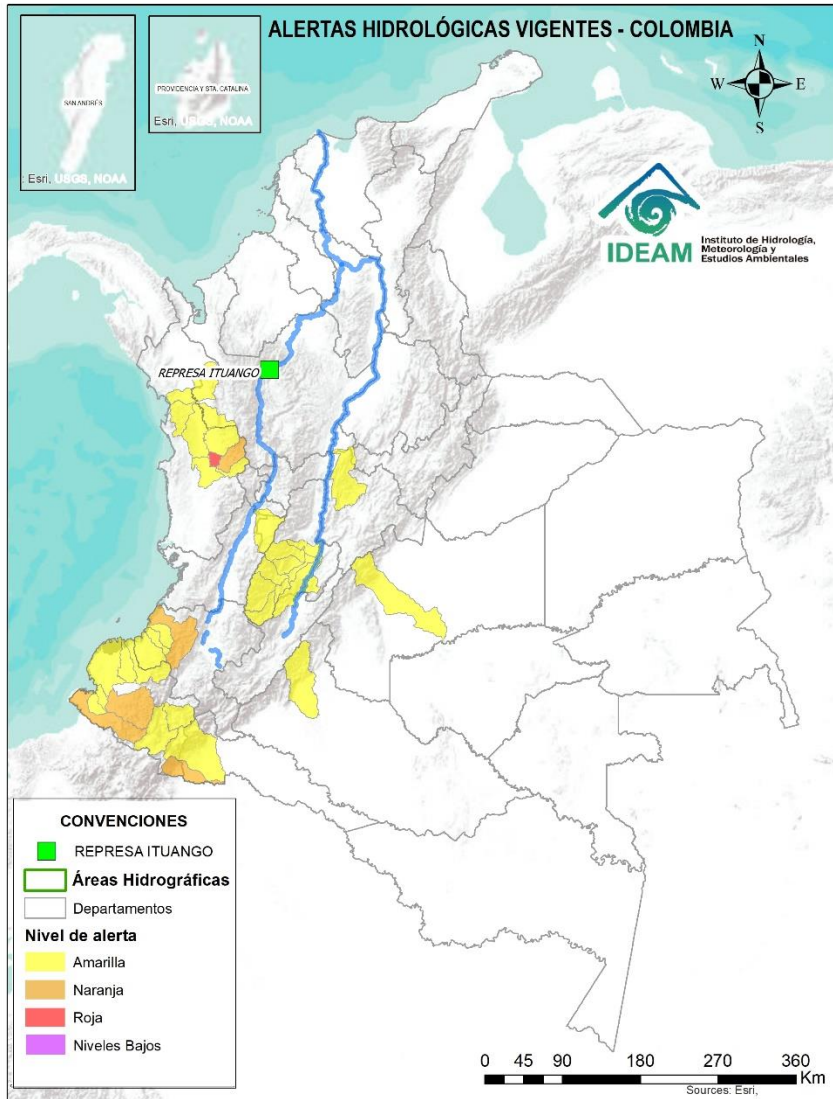 ALERTAS HIDROLÓGICAS VIGENTES - COLOMBIA
SAN ANDRÉS
Esri, USGS, NOAA
PROVIDENCIA Y STA. CATALINA
Esri, USGS, NOAA
N
W
E
S
IDEAM
Instituto de Hidrología,
Meteorología y
Estudios Ambientales
REPRESA ITUANGO
CONVENCIONES
REPRESA ITUANGO
Áreas Hidrográficas
Departamentos
Nivel de alerta
Amarilla
Naranja
Roja
Niveles Bajos
0 45 90 180 270 360
Km
Sources: Esri,